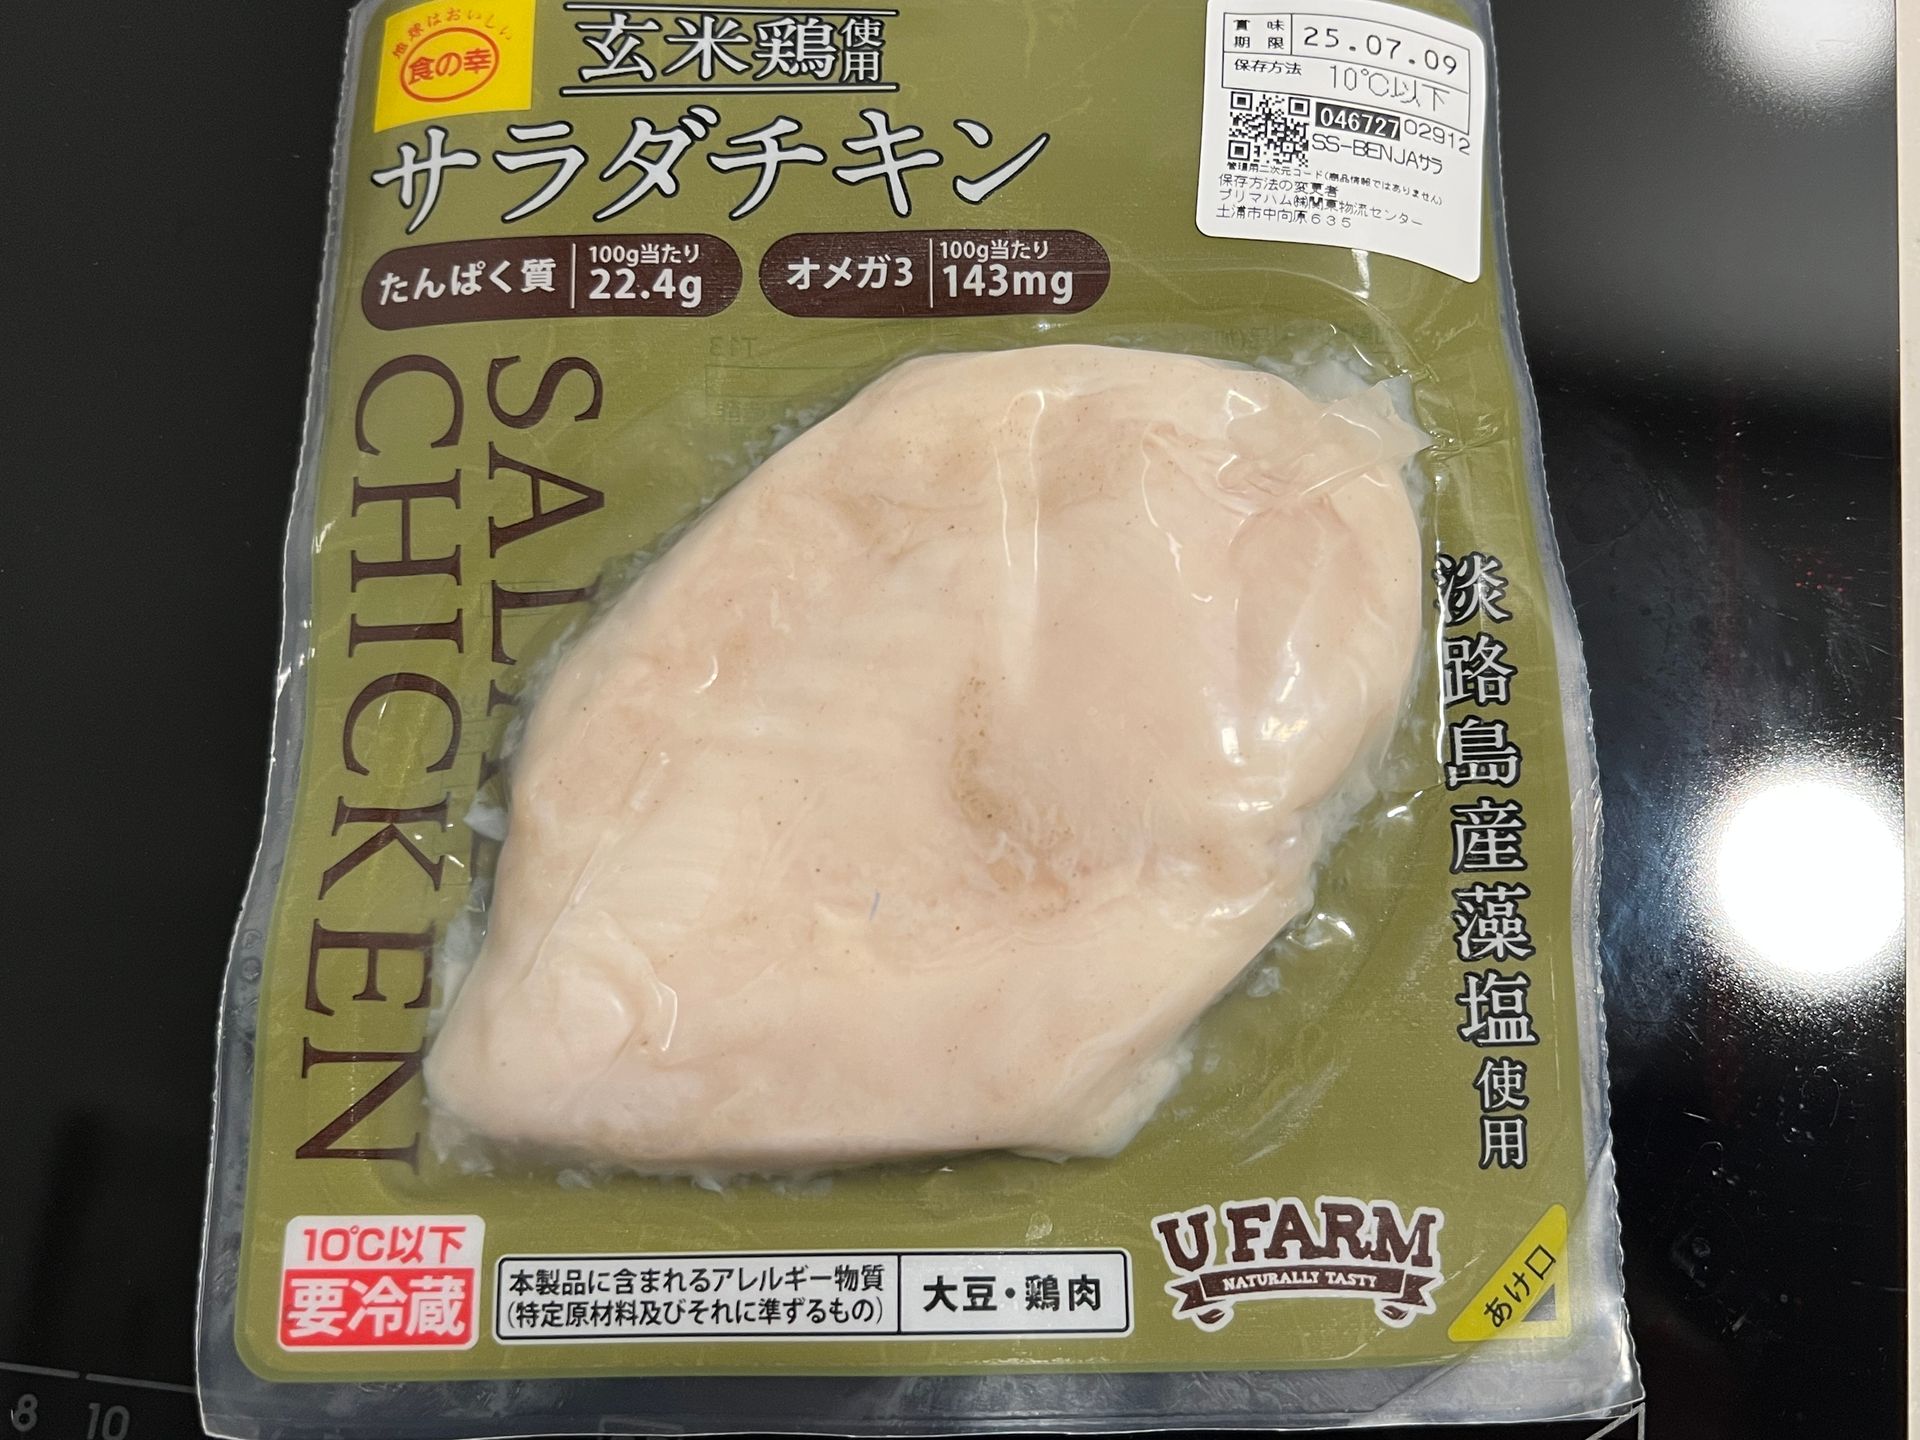 地球はおいしい
食の幸
玄米鶏使用
サラダチキン
たんぱく質 100g当たり 22.4g
オメガ3 100g当たり 143mg
賞味期限 25.07.09
保存方法 10℃以下
046727 02912
SS-BENJAサラ
管理用二次元コード(商品情報ではありません)
保存方法の変更者
プリマハム㈱関東物流センター
土浦市中向原635
CHICKEN
淡路島産藻塩使用
10℃以下
要冷蔵
本製品に含まれるアレルギー物質
(特定原材料及びそれに準ずるもの)
大豆・鶏肉
U FARM
NATURALLY TASTY
あけ口
8 10